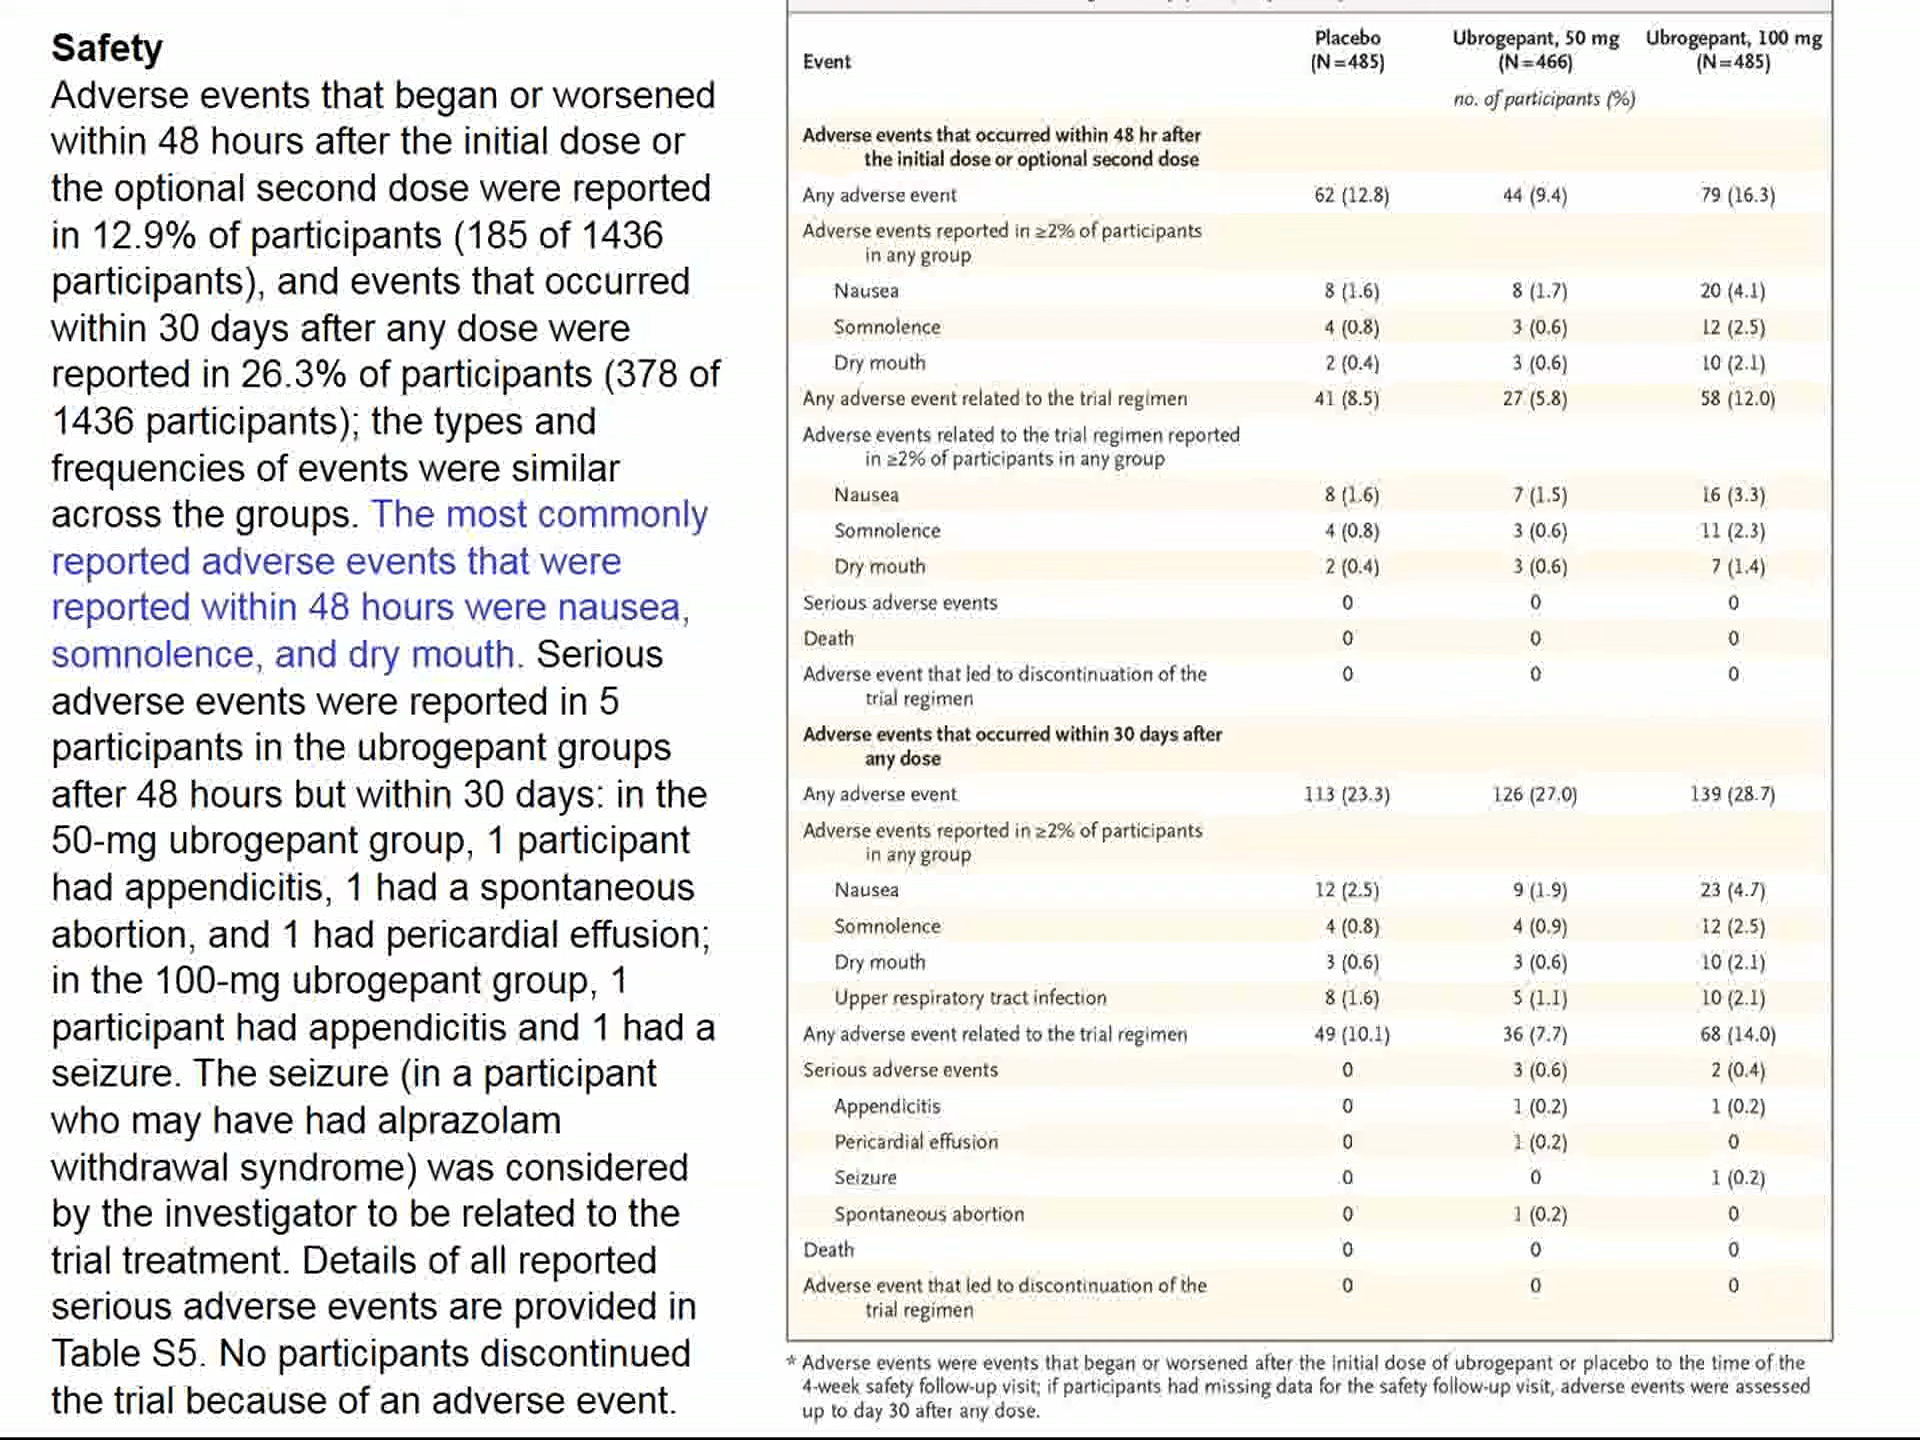 Safety
Adverse events that began or worsened
within 48 hours after the initial dose or
the optional second dose were reported
in 12.9% of participants (185 of 1436
participants), and events that occurred
within 30 days after any dose were
reported in 26.3% of participants (378 of
1436 participants); the types and
frequencies of events were similar
across the groups. The most commonly
reported adverse events that were
reported within 48 hours were nausea,
somnolence, and dry mouth. Serious
adverse events were reported in 5
participants in the ubrogepant groups
after 48 hours but within 30 days: in the
50-mg ubrogepant group, 1 participant
had appendicitis, 1 had a spontaneous
abortion, and 1 had pericardial effusion;
in the 100-mg ubrogepant group, 1
participant had appendicitis and 1 had a
seizure. The seizure (in a participant
who may have had alprazolam
withdrawal syndrome) was considered
by the investigator to be related to the
trial treatment. Details of all reported
serious adverse events are provided in
Table S5. No participants discontinued
the trial because of an adverse event.
Event Placebo (N=485) Ubrogepant, 50 mg (N=466) Ubrogepant, 100 mg (N=485)
no. of participants (%)
Adverse events that occurred within 48 hr after
the initial dose or optional second dose
Any adverse event 62 (12.8) 44 (9.4) 79 (16.3)
Adverse events reported in ≥2% of participants
in any group
Nausea 8 (1.6) 8 (1.7) 20 (4.1)
Somnolence 4 (0.8) 3 (0.6) 12 (2.5)
Dry mouth 2 (0.4) 3 (0.6) 10 (2.1)
Any adverse event related to the trial regimen 41 (8.5) 27 (5.8) 58 (12.0)
Adverse events related to the trial regimen reported
in ≥2% of participants in any group
Nausea 8 (1.6) 7 (1.5) 16 (3.3)
Somnolence 4 (0.8) 3 (0.6) 11 (2.3)
Dry mouth 2 (0.4) 3 (0.6) 7 (1.4)
Serious adverse events 0 0 0
Death 0 0 0
Adverse event that led to discontinuation of the 0 0 0
trial regimen
Adverse events that occurred within 30 days after
any dose
Any adverse event 113 (23.3) 126 (27.0) 139 (28.7)
Adverse events reported in ≥2% of participants
in any group
Nausea 12 (2.5) 9 (1.9) 23 (4.7)
Somnolence 4 (0.8) 4 (0.9) 12 (2.5)
Dry mouth 3 (0.6) 3 (0.6) 10 (2.1)
Upper respiratory tract infection 8 (1.6) 5 (1.1) 10 (2.1)
Any adverse event related to the trial regimen 49 (10.1) 36 (7.7) 68 (14.0)
Serious adverse events 0 3 (0.6) 2 (0.4)
Appendicitis 0 1 (0.2) 1 (0.2)
Pericardial effusion 0 1 (0.2) 0
Seizure 0 0 1 (0.2)
Spontaneous abortion 0 1 (0.2) 0
Death 0 0 0
Adverse event that led to discontinuation of the 0 0 0
trial regimen
* Adverse events were events that began or worsened after the initial dose of ubrogepant or placebo to the time of the
4-week safety follow-up visit; if participants had missing data for the safety follow-up visit, adverse events were assessed
up to day 30 after any dose.